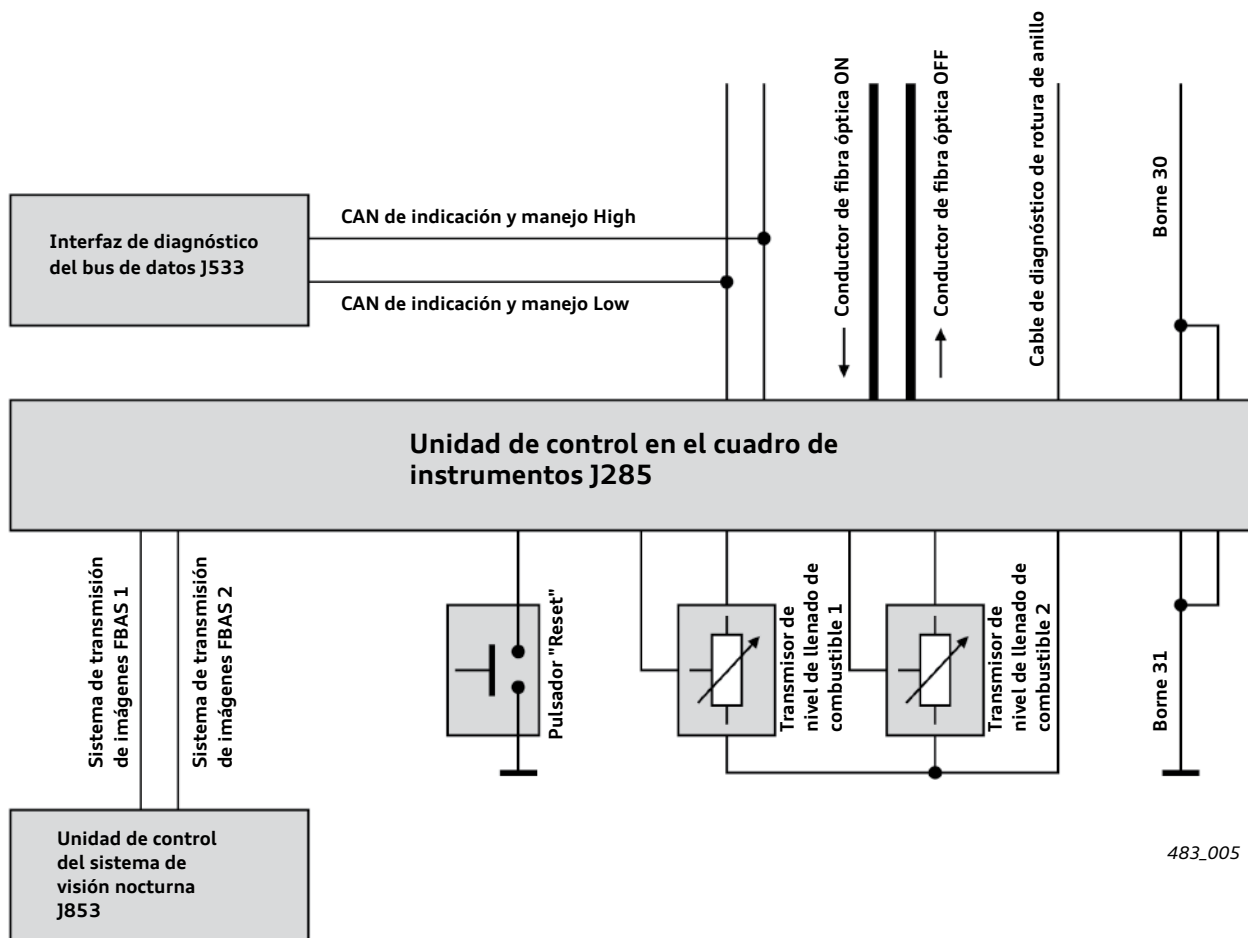 Conductor de fibra óptica ON
Conductor de fibra óptica OFF
Cable de diagnóstico de rotura de anillo
Borne 30
Interfaz de diagnóstico
del bus de datos J533
CAN de indicación y manejo High
CAN de indicación y manejo Low
Unidad de control en el cuadro de
instrumentos J285
Sistema de transmisión
de imágenes FBAS 1
Sistema de transmisión
de imágenes FBAS 2
Pulsador "Reset"
Transmisor de
nivel de llenado de
combustible 1
Transmisor de
nivel de llenado de
combustible 2
Borne 31
Unidad de control
del sistema de
visión nocturna
J853
483_005